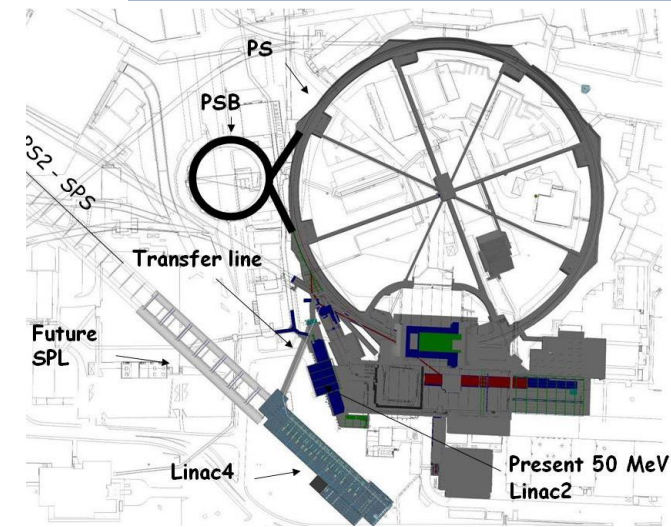 PS
PSB
PS2 - SPS
Transfer line
Future
SPL
Linac4
Present 50 MeV
Linac2